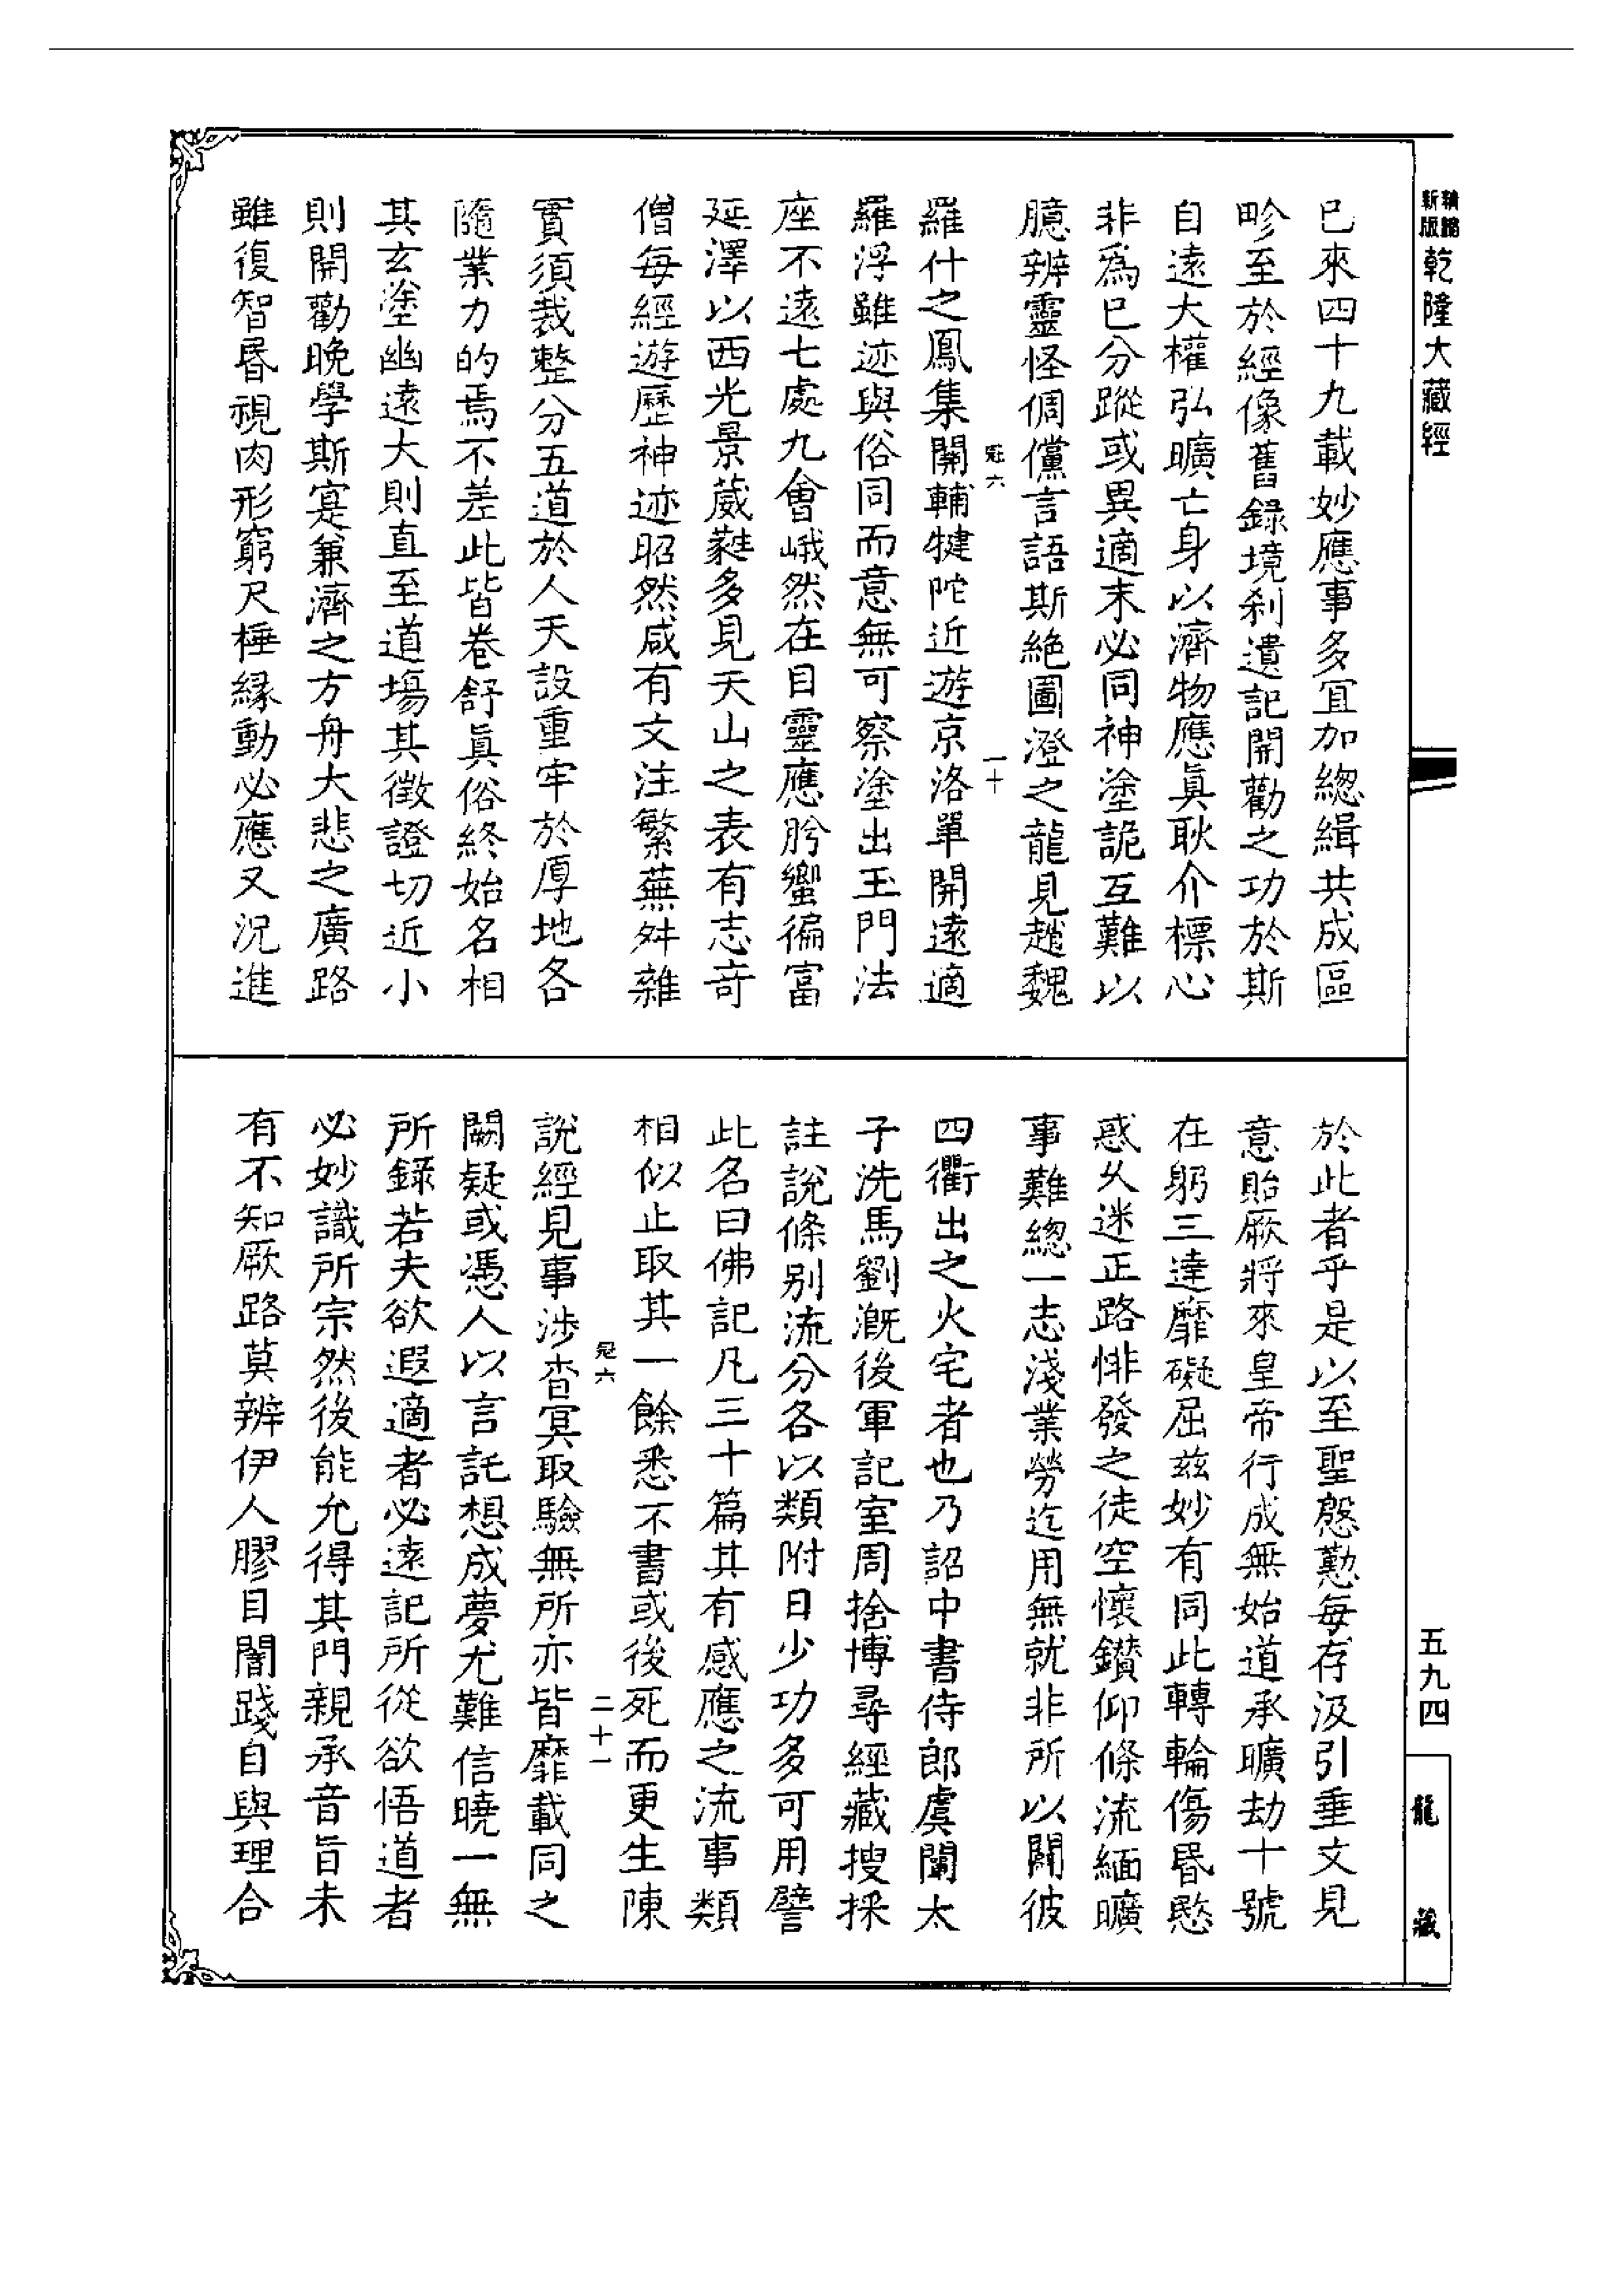 新版
乾隆大藏經
已來四十九載妙應事多宜加總緝共成區
畛至於經像舊錄境刹遺記開勸之功於斯
自遠大權弘曠亡身以濟物應眞耿介標心
非爲已分蹤或異適末必同神塗詭互難以
臆辨靈怪倜儻言語斯絕圖澄之龍見趙魏
冠六
一十
羅什之鳳集開輔犍陀近遊京洛單開遠適
羅浮雖迹與俗同而意無可察塗出玉門法
座不遠七處九會峨然在目靈應肸蠁徧富
延澤以西光景葳蕤多見天山之表有志奇
僧每經遊歷神迹昭然咸有文注繁蕪舛雜
實須裁整分五道於人天設重牢於厚地各
隨業力的焉不差此皆卷舒眞俗終始名相
其玄塗幽遠大則直至道場其徵證切近小
則開勸晚學斯寔兼濟之方舟大悲之廣路
雖復智昬視肉形窮尺棰緣動必應又況進
於此者乎是以至聖慇懃每存汲引垂文見
意貽厥將來皇帝行成無始道承曠劫十號
在躬三達靡礙屈茲妙有同此轉輪傷昬愍
惑久迷正路悱發之徒空懷鑚仰條流緬曠
事難總一志淺業勞迄用無就非所以闢彼
四衢出之火宅者也乃詔中書侍郎虞闡太
子洗馬劉溉後軍記室周捨博尋經藏搜採
註說條别流分各以類附日少功多可用譬
此名曰佛記凡三十篇其有感應之流事類
相似止取其一餘悉不書或後死而更生陳
冠六
二十一
說經見事涉杳冥取驗無所亦皆靡載同之
闕疑或憑人以言託想成夢尤難信曉一無
所錄若夫欲遐適者必遠記所從欲悟道者
必妙識所宗然後能允得其門親承音旨未
有不知厥路莫辨伊人膠目闇踐自與理合
五九四
龍藏